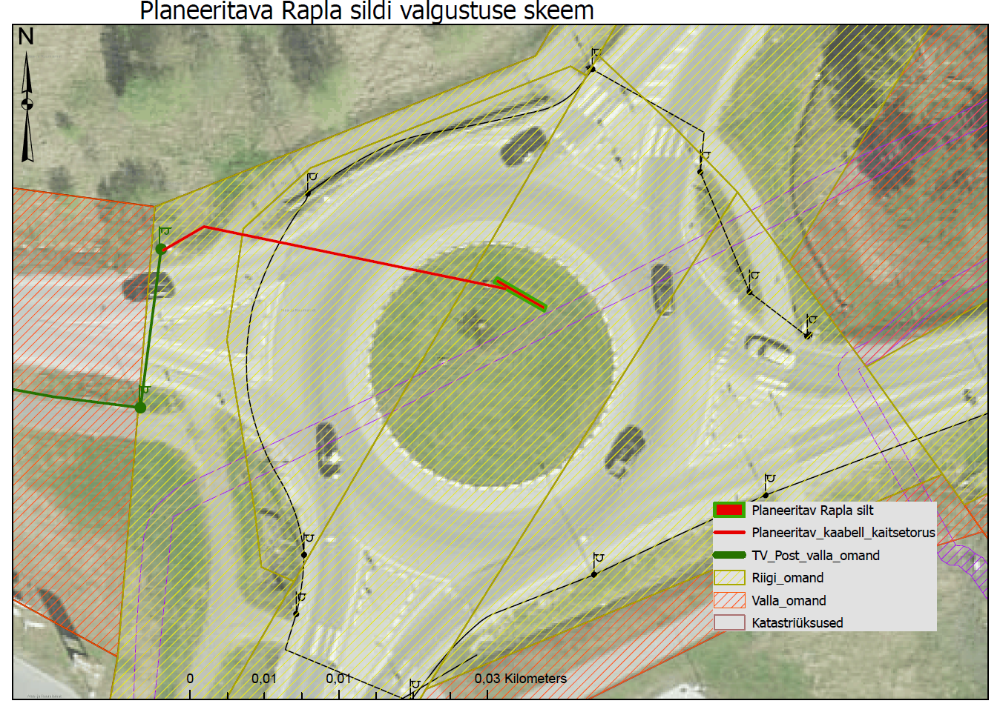 Planeeritava Rapla sildi valgustuse skeem
N
Planeeritav Rapla silt
Planeeritav_kaabell_kaitsetorus
TV_Post_valla_omand
Riigi_omand
Valla_omand
Katastriüksused
0 0,01 0,01 0,03 Kilometers